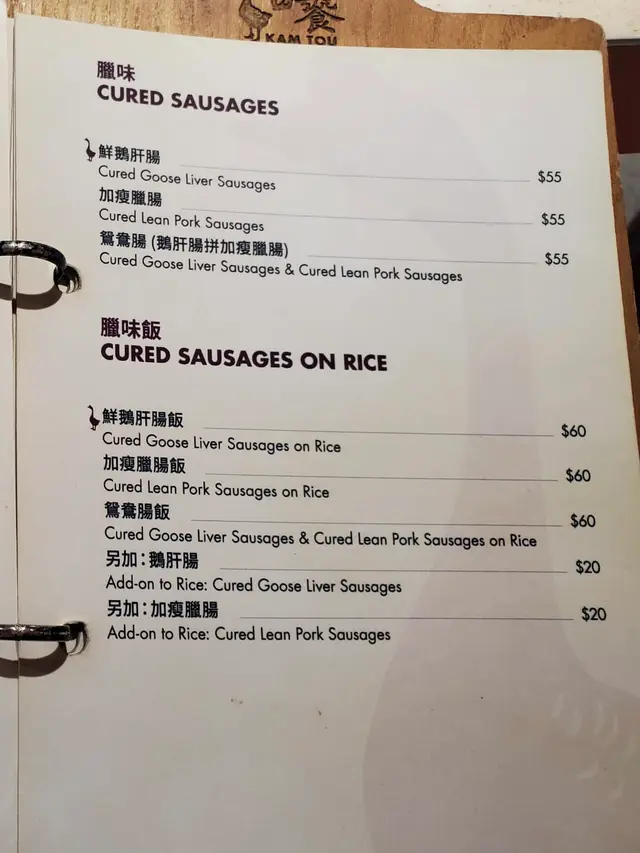 KAM TOU
臘味
CURED SAUSAGES
鮮鵝肝腸 $55
Cured Goose Liver Sausages
加瘦臘腸 $55
Cured Lean Pork Sausages
鴛鴦腸 (鵝肝腸拼加瘦臘腸) $55
Cured Goose Liver Sausages & Cured Lean Pork Sausages
臘味飯
CURED SAUSAGES ON RICE
鮮鵝肝腸飯 $60
Cured Goose Liver Sausages on Rice
加瘦臘腸飯 $60
Cured Lean Pork Sausages on Rice
鴛鴦腸飯 $60
Cured Goose Liver Sausages & Cured Lean Pork Sausages on Rice
另加：鵝肝腸 $20
Add-on to Rice: Cured Goose Liver Sausages
另加：加瘦臘腸 $20
Add-on to Rice: Cured Lean Pork Sausages